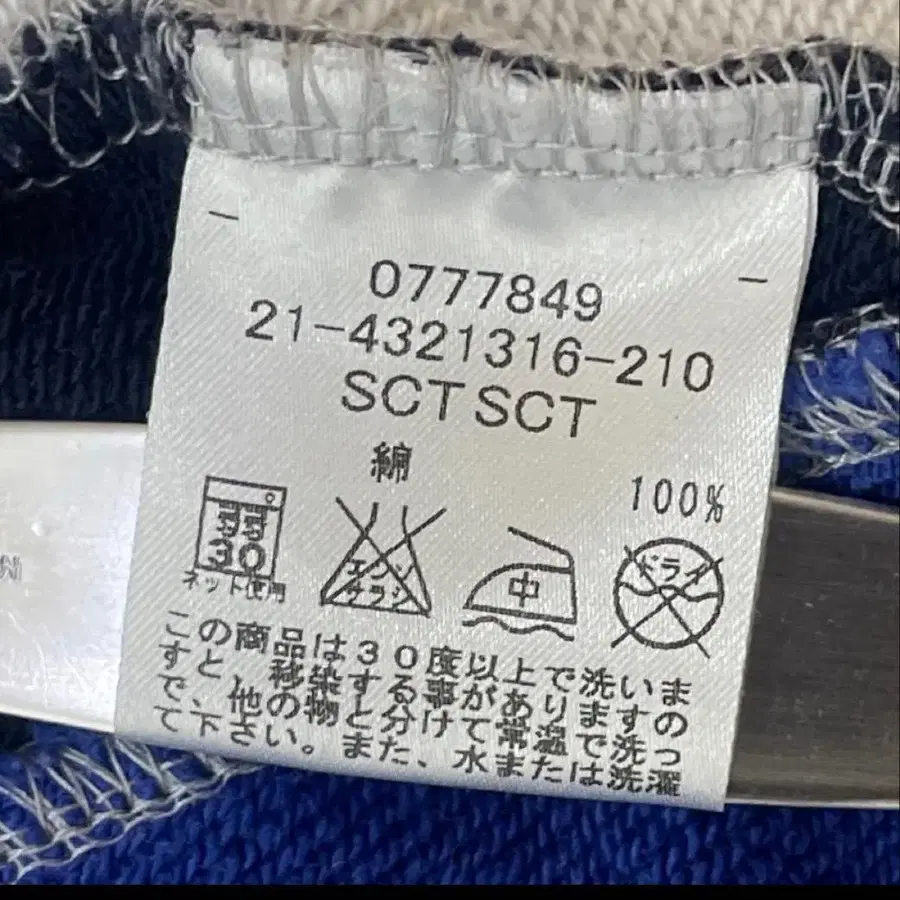 0777849
21-4321316-210
SCT SCT
綿
100%
弱
30
ネット使用
エンソ
サラシ
中
ドライ
この商品は30度以上で洗いま
すと、移染する事がありますの
で、他の物と分けて常温で洗っ
て下さい。また、水または洗濯